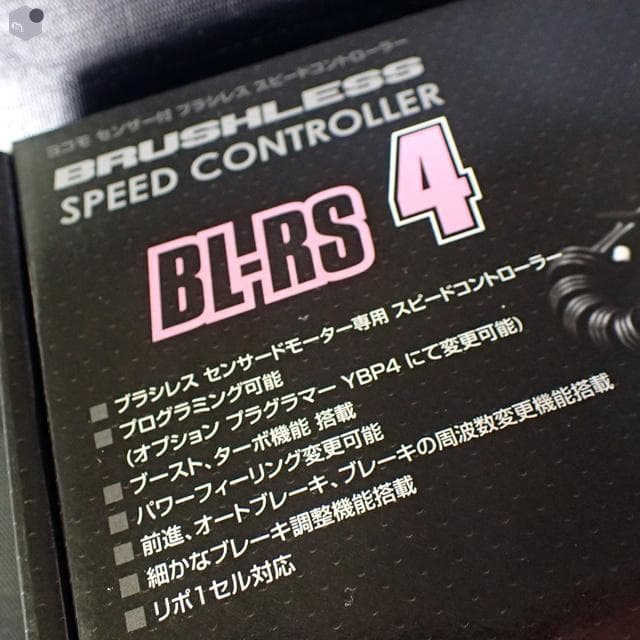 ヨコモ センサー付 ブラシレス スピードコントローラー
BRUSHLESS
SPEED CONTROLLER
BL-RS 4
ブラシレス センサードモーター専用 スピードコントローラー
プログラミング可能
(オプション プラグラマー YBP4 にて変更可能)
ブースト、ターボ機能 搭載
パワーフィーリング変更可能
前進、オートブレーキ、ブレーキの周波数変更機能搭載
細かなブレーキ調整機能搭載
リポ1セル対応